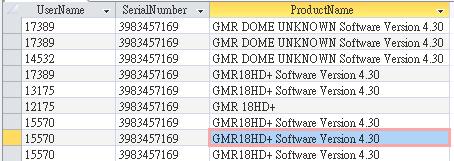 UserName SerialNumber ProductName
17389 3983457169 GMR DOME UNKNOWN Software Version 4.30
17389 3983457169 GMR DOME UNKNOWN Software Version 4.30
14532 3983457169 GMR DOME UNKNOWN Software Version 4.30
17389 3983457169 GMR18HD+ Software Version 4.30
13175 3983457169 GMR18HD+ Software Version 4.30
12175 3983457169 GMR 18HD+
15570 3983457169 GMR18HD+ Software Version 4.30
15570 3983457169 GMR18HD+ Software Version 4.30
15570 3983457169 GMR18HD+ Software Version 4.30